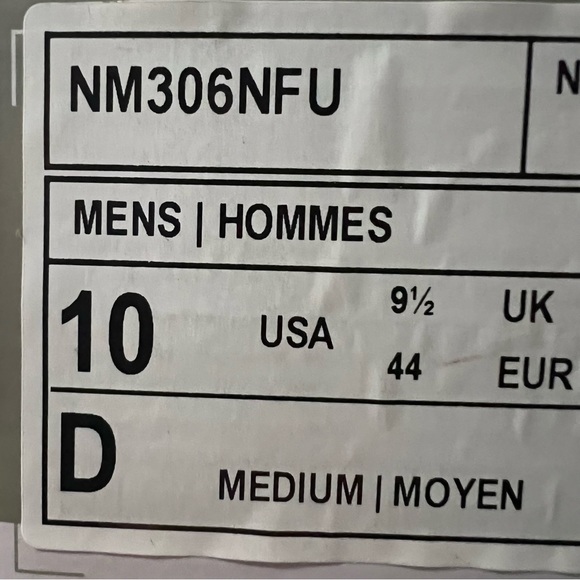 NM306NFU N
MENS | HOMMES
10 USA 9½ UK
44 EUR
D MEDIUM | MOYEN